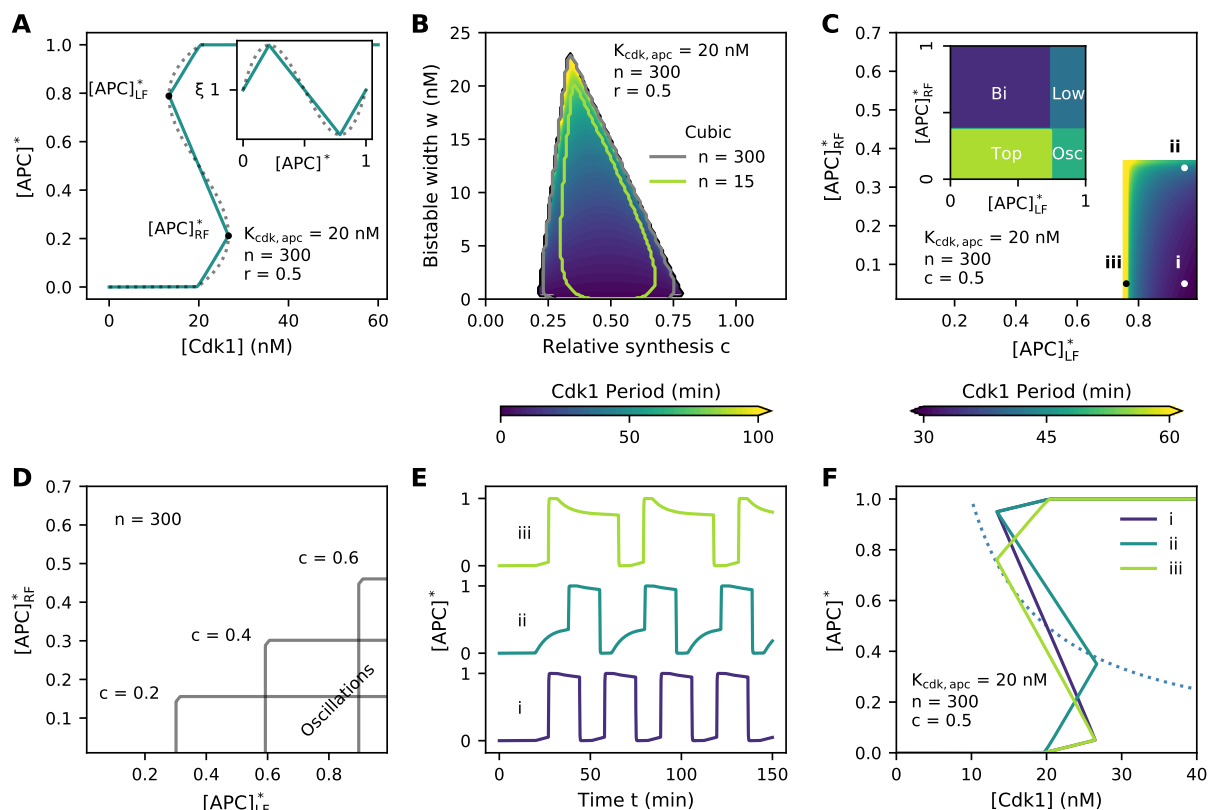 A
1.0
0.8
0.6
0.4
0.2
0.0
[APC]*
[APC]*LF
[APC]*RF
ξ 1
0
1
[APC]*
Kcdk, apc = 20 nM
n = 300
r = 0.5
0
20
40
60
[Cdk1] (nM)
B
25
20
15
10
5
0
Bistable width w (nM)
Kcdk, apc = 20 nM
n = 300
r = 0.5
Cubic
n = 300
n = 15
0.00
0.25
0.50
0.75
1.00
Relative synthesis c
Cdk1 Period (min)
0
50
100
C
0.7
0.6
0.5
0.4
0.3
0.2
0.1
[APC]*RF
1
0
[APC]*RF
Bi
Low
Top
Osc
0
1
[APC]*LF
ii
iii
i
Kcdk, apc = 20 nM
n = 300
c = 0.5
0.2
0.4
0.6
0.8
[APC]*LF
Cdk1 Period (min)
30
45
60
D
0.7
0.6
0.5
0.4
0.3
0.2
0.1
[APC]*RF
n = 300
c = 0.6
c = 0.4
c = 0.2
Oscillations
0.2
0.4
0.6
0.8
[APC]*LF
E
[APC]*
1
iii
0
1
ii
0
1
i
0
0
50
100
150
Time t (min)
F
1.0
0.8
0.6
0.4
0.2
0.0
[APC]*
i
ii
iii
Kcdk, apc = 20 nM
n = 300
c = 0.5
0
10
20
30
40
[Cdk1] (nM)